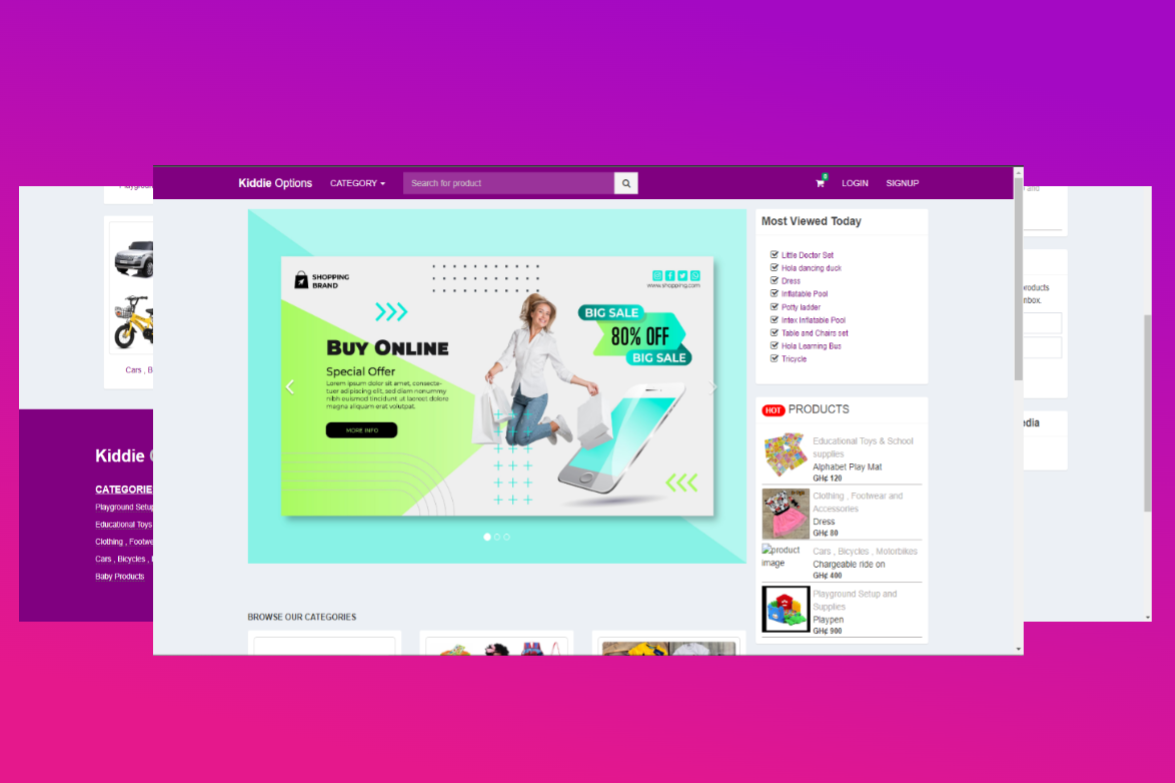 Kiddie Options
CATEGORY
Search for product
0
LOGIN
SIGNUP
SHOPPING
BRAND
www.shopping.com
BIG SALE
80% OFF
BIG SALE
BUY ONLINE
Special Offer
Lorem ipsum dolor sit amet, consecta-
tuer adipiscing elit, sed diam nonummy
nibh euismod tincidunt ut laoreet dolore
magna aliquam erat volutpat.
MORE INFO
BROWSE OUR CATEGORIES
Most Viewed Today
Little Doctor Set
Hola dancing duck
Dress
Inflatable Pool
Potty ladder
Intex Inflatable Pool
Table and Chairs set
Hola Learning Bus
Tricycle
HOT PRODUCTS
Educational Toys & School
supplies
Alphabet Play Mat
GH¢ 120
Clothing , Footwear and
Accessories
Dress
GH¢ 80
product
image
Cars , Bicycles , Motorbikes
Chargeable ride on
GH¢ 400
Playground Setup and
Supplies
Playpen
GH¢ 900
Cars , B
Kiddie
CATEGORIE
Playground Setup
Educational Toys
Clothing , Footwe
Cars , Bicycles ,
Baby Products
and
roducts
nbox.
dia